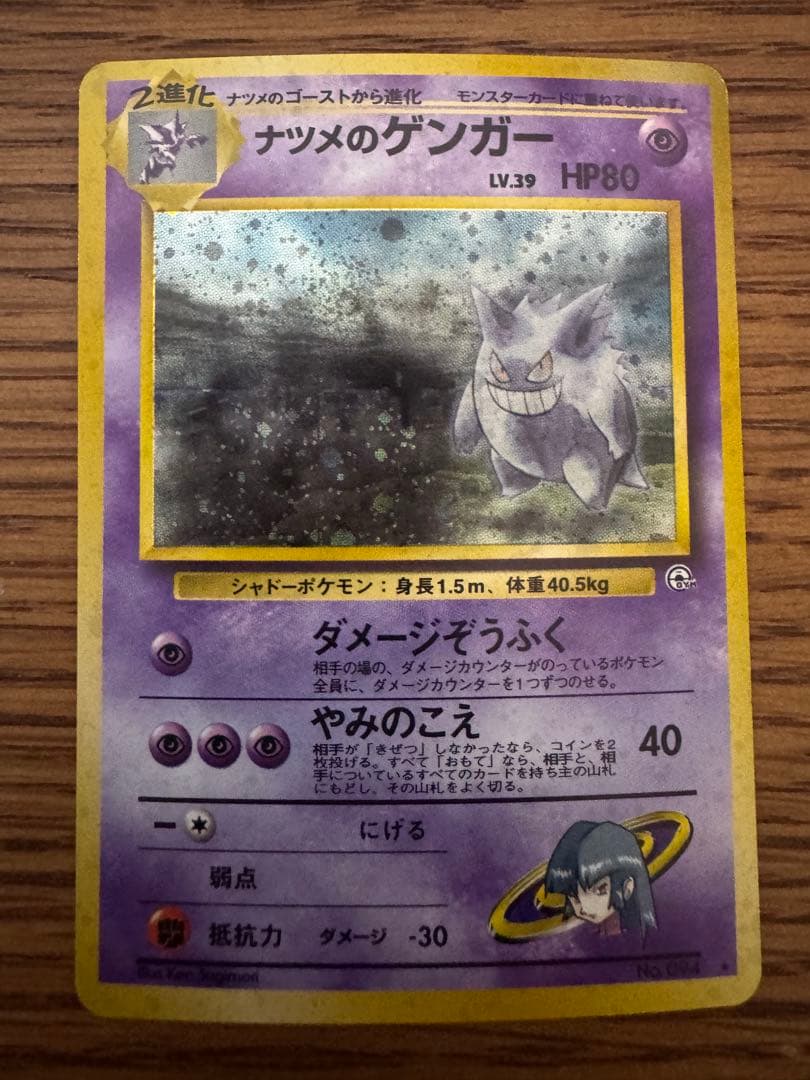 2進化 ナツメのゴーストから進化 モンスターカードに重ねて使います。
ナツメのゲンガー
LV.39 HP80
シャドーポケモン：身長1.5m、体重40.5kg
GYM
ダメージぞうふく
相手の場の、ダメージカウンターがのっているポケモン
全員に、ダメージカウンターを1つずつのせる。
やみのこえ
40
相手が「きぜつ」しなかったなら、コインを2
枚投げる。すべて「おもて」なら、相手と、相
手についているすべてのカードを持ち主の山札
にもどし、その山札をよく切る。
にげる
弱点
抵抗力 ダメージ -30
Illus. Ken Sugimori No.094